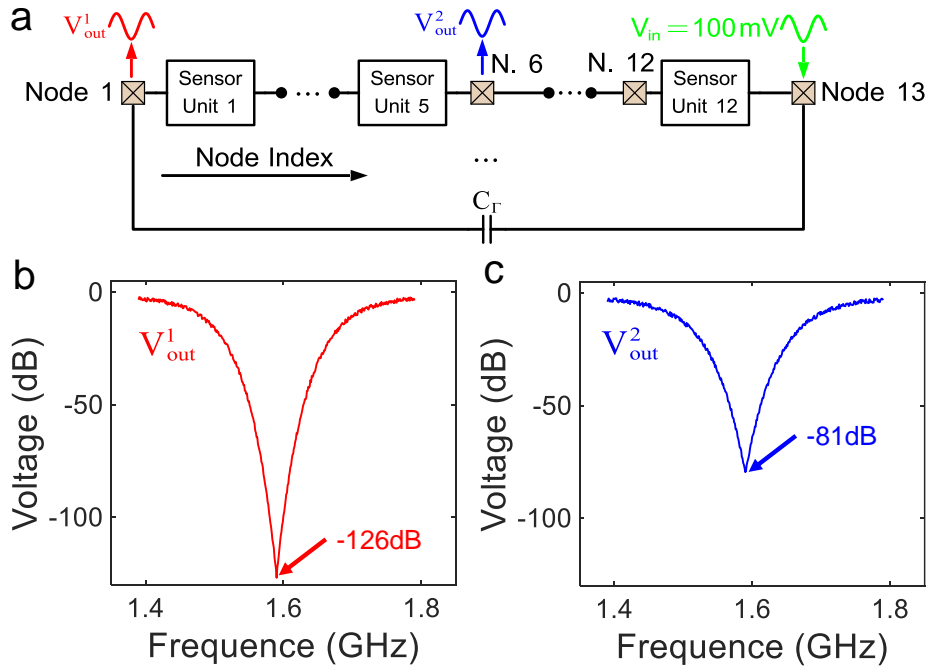 a
V¹out
V²out
Vin = 100 mV
N. 6
N. 12
Node 1
Sensor Unit 1
...
Sensor Unit 5
...
Sensor Unit 12
Node 13
Node Index
...
CΓ
b
0
-50
-100
Voltage (dB)
V¹out
-126dB
1.4
1.6
1.8
Frequence (GHz)
c
0
-50
-100
Voltage (dB)
V²out
-81dB
1.4
1.6
1.8
Frequence (GHz)